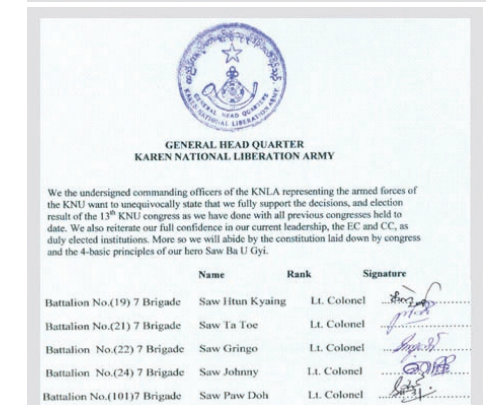 GENERAL HEAD QUARTERS
KAREN NATIONAL LIBERATION ARMY
GENERAL HEAD QUARTER
KAREN NATIONAL LIBERATION ARMY
We the undersigned commanding officers of the KNLA representing the armed forces of
the KNU want to unequivocally state that we fully support the decisions, and election
result of the 13th KNU congress as we have done with all previous congresses held to
date. We also reiterate our full confidence in our current leadership, the EC and CC, as
duly elected institutions. More so we will abide by the constitution laid down by congress
and the 4-basic principles of our hero Saw Ba U Gyi.
Name Rank Signature
Battalion No.(19) 7 Brigade Saw Htun Kyaing Lt. Colonel
Battalion No.(21) 7 Brigade Saw Ta Toe Lt. Colonel
Battalion No.(22) 7 Brigade Saw Gringo Lt. Colonel
Battalion No.(24) 7 Brigade Saw Johnny Lt. Colonel
Battalion No.(101)7 Brigade Saw Paw Doh Lt. Colonel